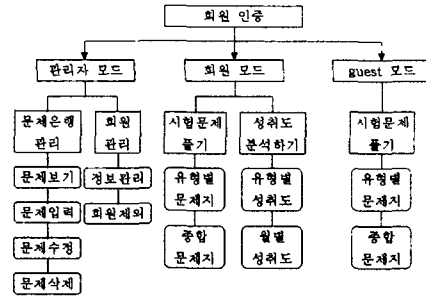 회원 인증
관리자 모드
회원 모드
guest 모드
문제은행
관리
회원
관리
시험문제
풀기
성취도
분석하기
시험문제
풀기
문제보기
정보관리
유형별
문제지
유형별
성취도
유형별
문제지
문제입력
회원제외
종합
문제지
월별
성취도
종합
문제지
문제수정
문제삭제